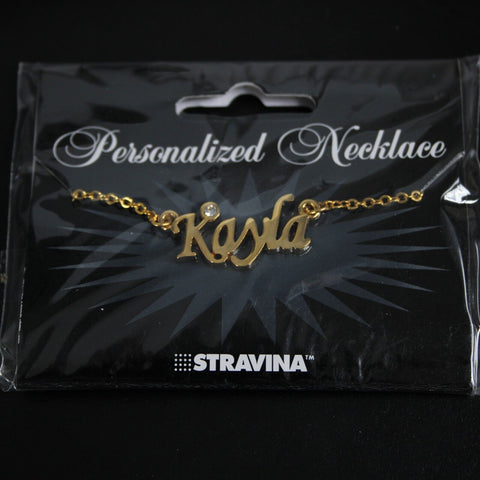 Personalized Necklace
Kayla
STRAVINA™